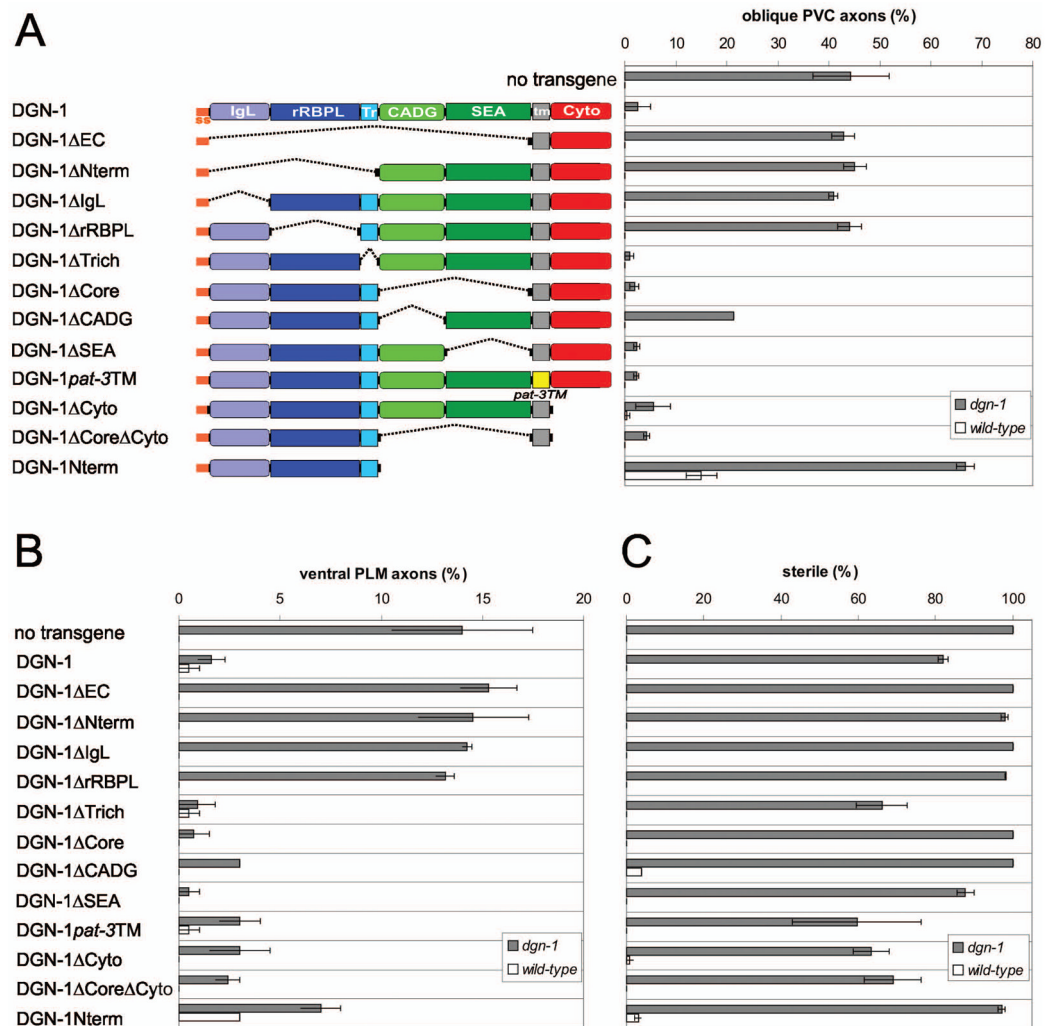 A
oblique PVC axons (%)
0 10 20 30 40 50 60 70 80
no transgene
DGN-1 IgL rRBPL Tr CADG SEA tm Cyto
ss
DGN-1ΔEC
DGN-1ΔNterm
DGN-1ΔIgL
DGN-1ΔrRBPL
DGN-1ΔTrich
DGN-1ΔCore
DGN-1ΔCADG
DGN-1ΔSEA
DGN-1pat-3TM
pat-3TM
DGN-1ΔCyto
DGN-1ΔCoreΔCyto
DGN-1Nterm
dgn-1
wild-type
B
ventral PLM axons (%)
0 5 10 15 20
no transgene
DGN-1
DGN-1ΔEC
DGN-1ΔNterm
DGN-1ΔIgL
DGN-1ΔrRBPL
DGN-1ΔTrich
DGN-1ΔCore
DGN-1ΔCADG
DGN-1ΔSEA
DGN-1pat-3TM
DGN-1ΔCyto
DGN-1ΔCoreΔCyto
DGN-1Nterm
dgn-1
wild-type
C
sterile (%)
0 20 40 60 80 100
dgn-1
wild-type